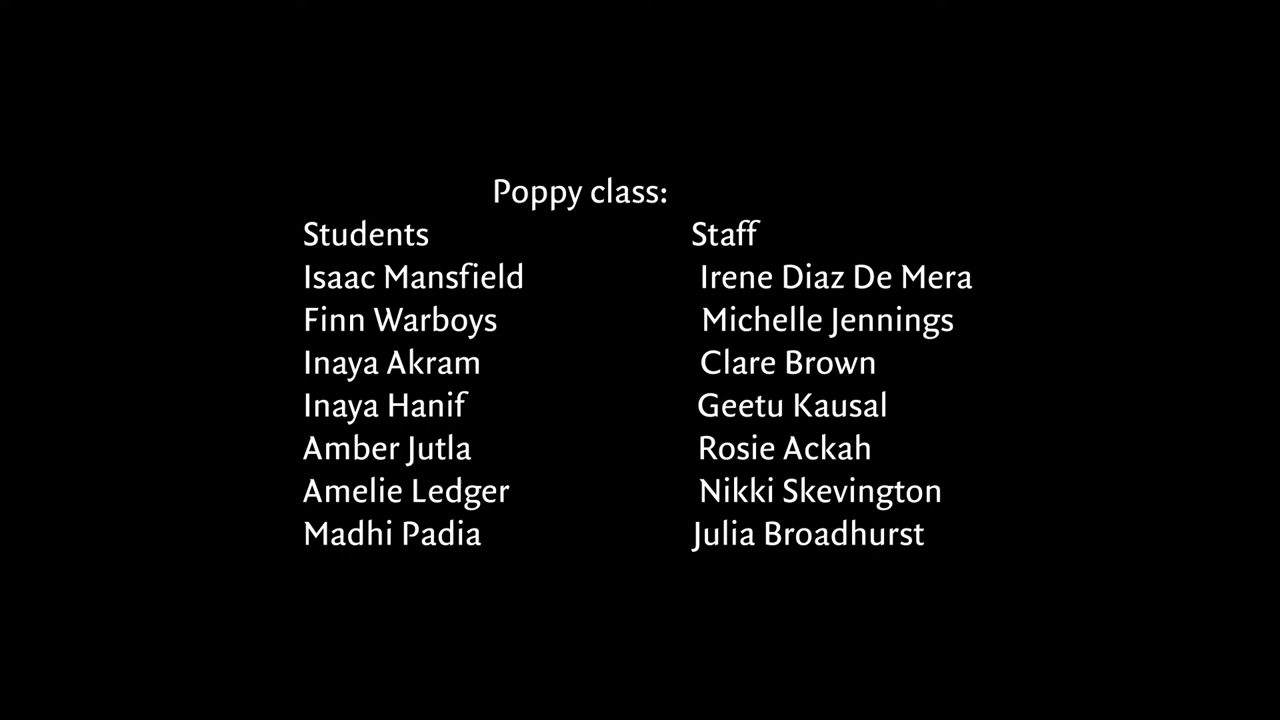 Poppy class:
Students Staff
Isaac Mansfield Irene Diaz De Mera
Finn Warboys Michelle Jennings
Inaya Akram Clare Brown
Inaya Hanif Geetu Kausal
Amber Jutla Rosie Ackah
Amelie Ledger Nikki Skevington
Madhi Padia Julia Broadhurst